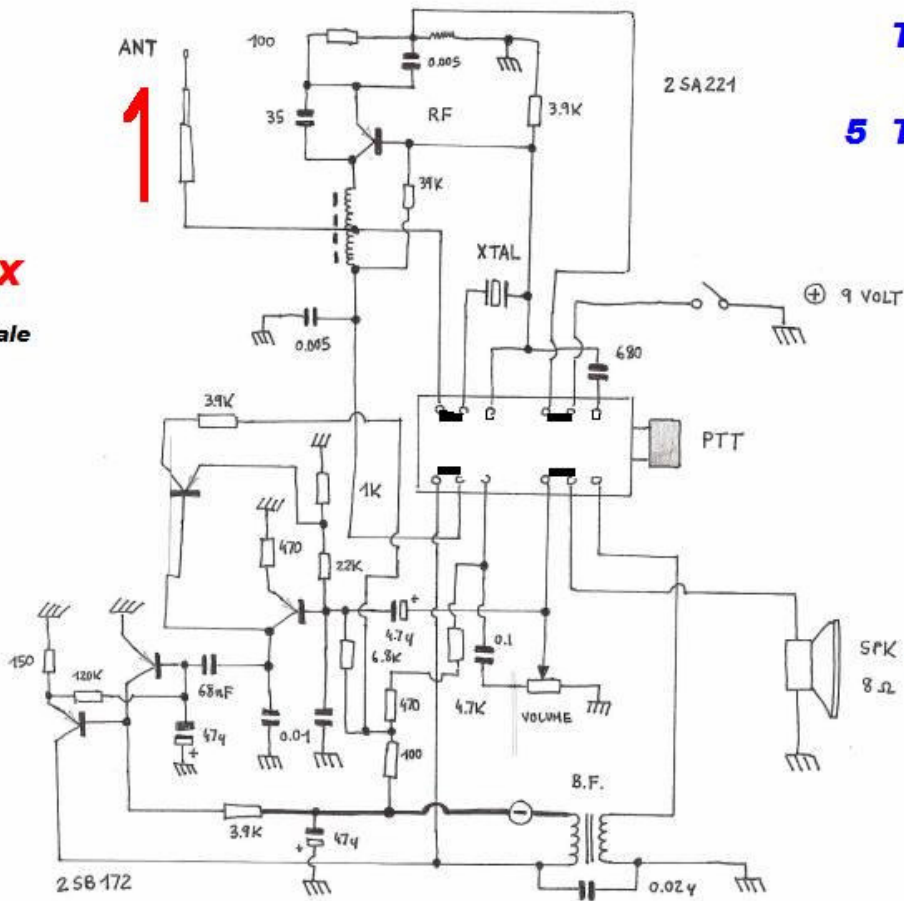 T
5 T
ANT
1
x
ale
100
0.005
35
RF
3.9K
2SA221
39K
XTAL
⊕ 9 VOLT
0.005
680
PTT
3.9K
1K
470
22K
4.7µ +
6.8K
0.1
SPK
8 Ω
150
120K
68nF
47µ
+
0.01
470
4.7K
VOLUME
100
B.F.
3.9K
47µ
+
−
2SB172
0.02µ